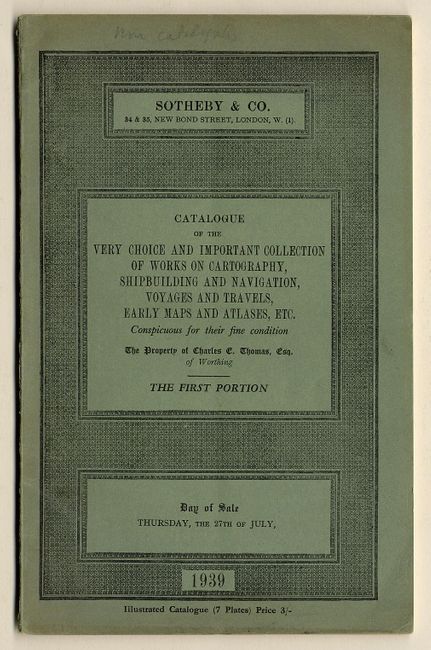 SOTHEBY & CO.
34 & 35, NEW BOND STREET, LONDON, W. (1).
CATALOGUE
OF THE
VERY CHOICE AND IMPORTANT COLLECTION
OF WORKS ON CARTOGRAPHY,
SHIPBUILDING AND NAVIGATION,
VOYAGES AND TRAVELS,
EARLY MAPS AND ATLASES, ETC.
Conspicuous for their fine condition
The Property of Charles E. Thomas, Esq.
of Worthing
THE FIRST PORTION
Day of Sale
THURSDAY, THE 27TH OF JULY,
1939
Illustrated Catalogue (7 Plates) Price 3/-